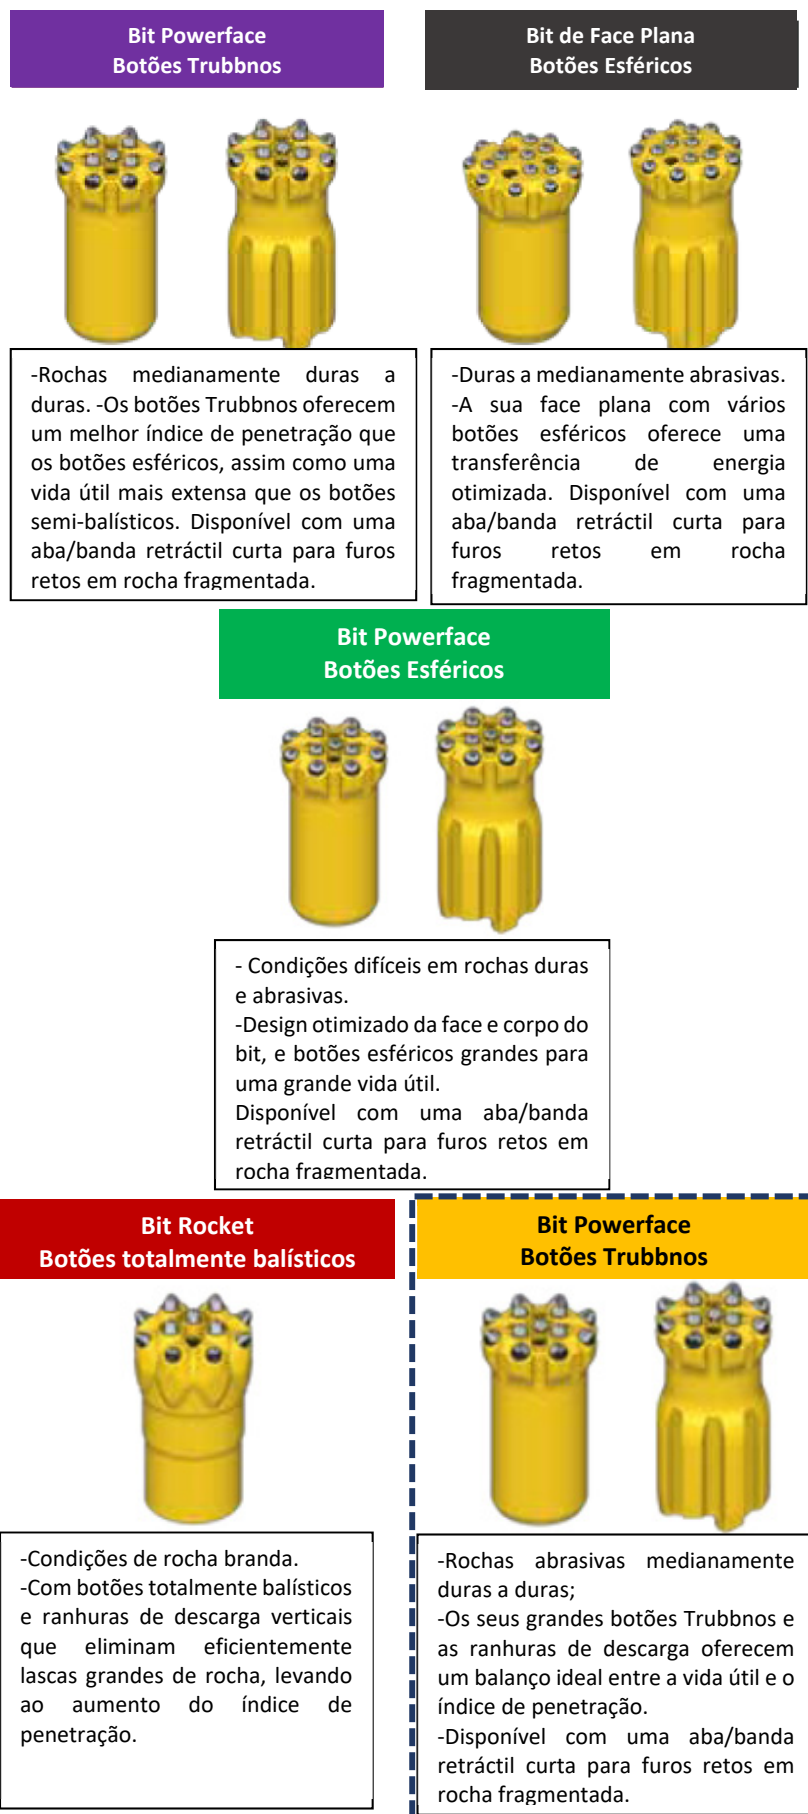 Bit Powerface
Botões Trubbnos
Bit de Face Plana
Botões Esféricos
-Rochas medianamente duras a
duras. -Os botões Trubbnos oferecem
um melhor índice de penetração que
os botões esféricos, assim como uma
vida útil mais extensa que os botões
semi-balísticos. Disponível com uma
aba/banda retráctil curta para furos
retos em rocha fragmentada.
-Duras a medianamente abrasivas.
-A sua face plana com vários
botões esféricos oferece uma
transferência de energia
otimizada. Disponível com uma
aba/banda retráctil curta para
furos retos em rocha
fragmentada.
Bit Powerface
Botões Esféricos
- Condições difíceis em rochas duras
e abrasivas.
-Design otimizado da face e corpo do
bit, e botões esféricos grandes para
uma grande vida útil.
Disponível com uma aba/banda
retráctil curta para furos retos em
rocha fragmentada.
Bit Rocket
Botões totalmente balísticos
Bit Powerface
Botões Trubbnos
-Condições de rocha branda.
-Com botões totalmente balísticos
e ranhuras de descarga verticais
que eliminam eficientemente
lascas grandes de rocha, levando
ao aumento do índice de
penetração.
-Rochas abrasivas medianamente
duras a duras;
-Os seus grandes botões Trubbnos e
as ranhuras de descarga oferecem
um balanço ideal entre a vida útil e o
índice de penetração.
-Disponível com uma aba/banda
retráctil curta para furos retos em
rocha fragmentada.